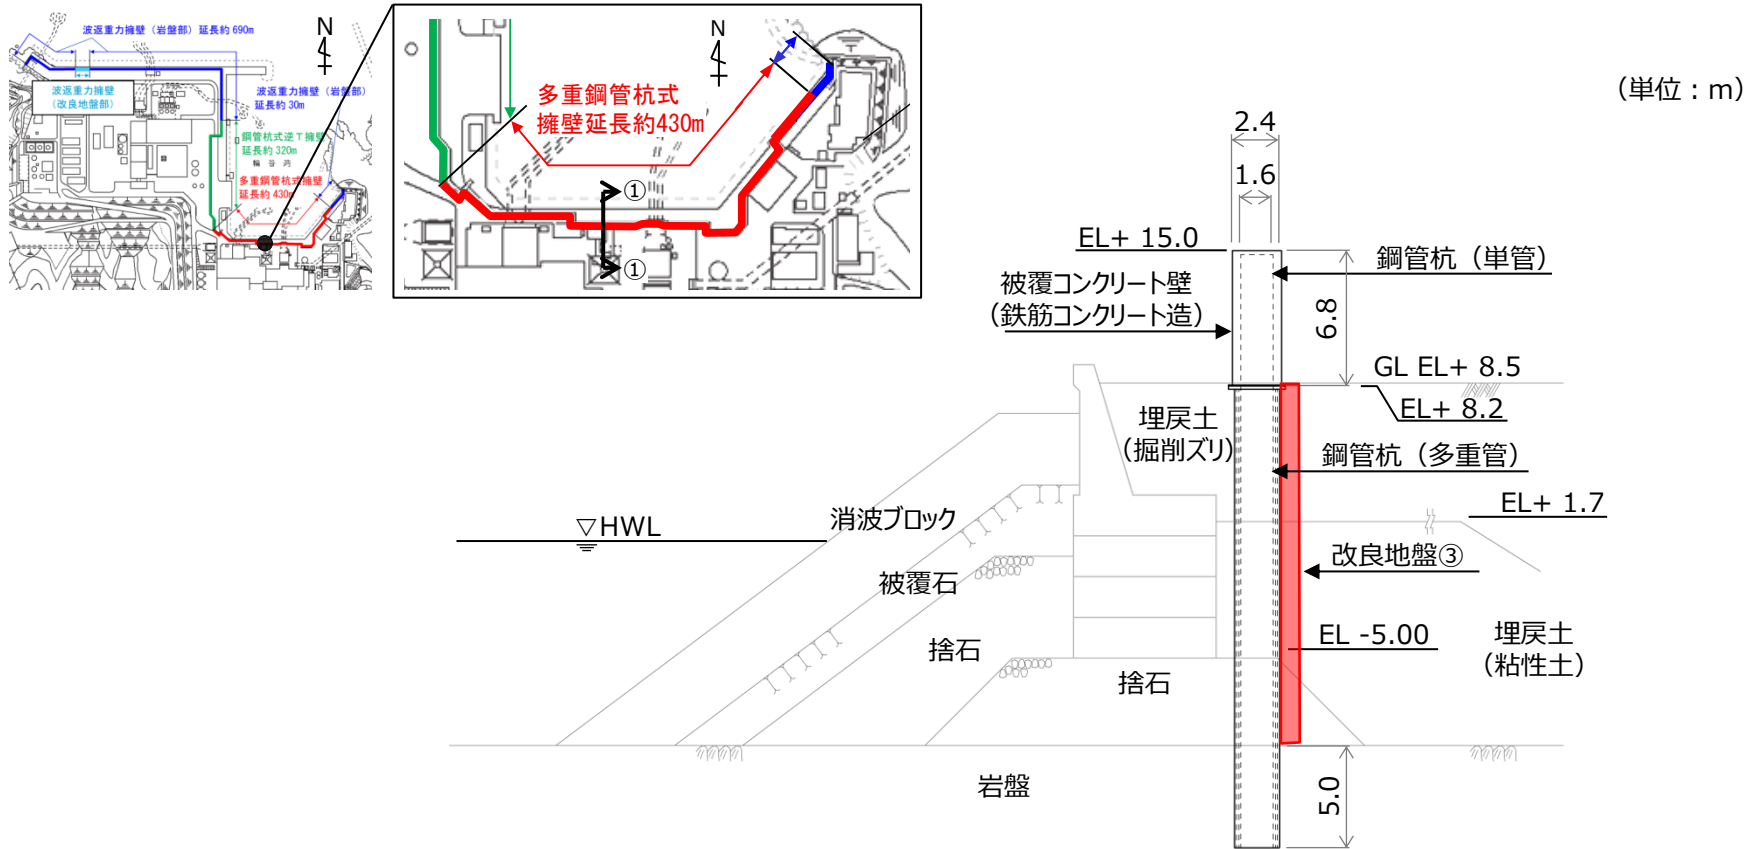 波返重力擁壁（岩盤部）延長約690m
N
波返重力擁壁
（改良地盤部）
波返重力擁壁（岩盤部）
延長約30m
鋼管杭式逆Ｔ擁壁
延長約320m
輪谷湾
多重鋼管杭式擁壁
延長約430m
N
多重鋼管杭式
擁壁延長約430m
①
①
（単位：m）
2.4
1.6
EL+ 15.0
鋼管杭（単管）
被覆コンクリート壁
（鉄筋コンクリート造）
6.8
GL EL+ 8.5
EL+ 8.2
埋戻土
（掘削ズリ）
鋼管杭（多重管）
EL+ 1.7
▽HWL
消波ブロック
改良地盤③
被覆石
捨石
EL -5.00
埋戻土
（粘性土）
捨石
岩盤
5.0